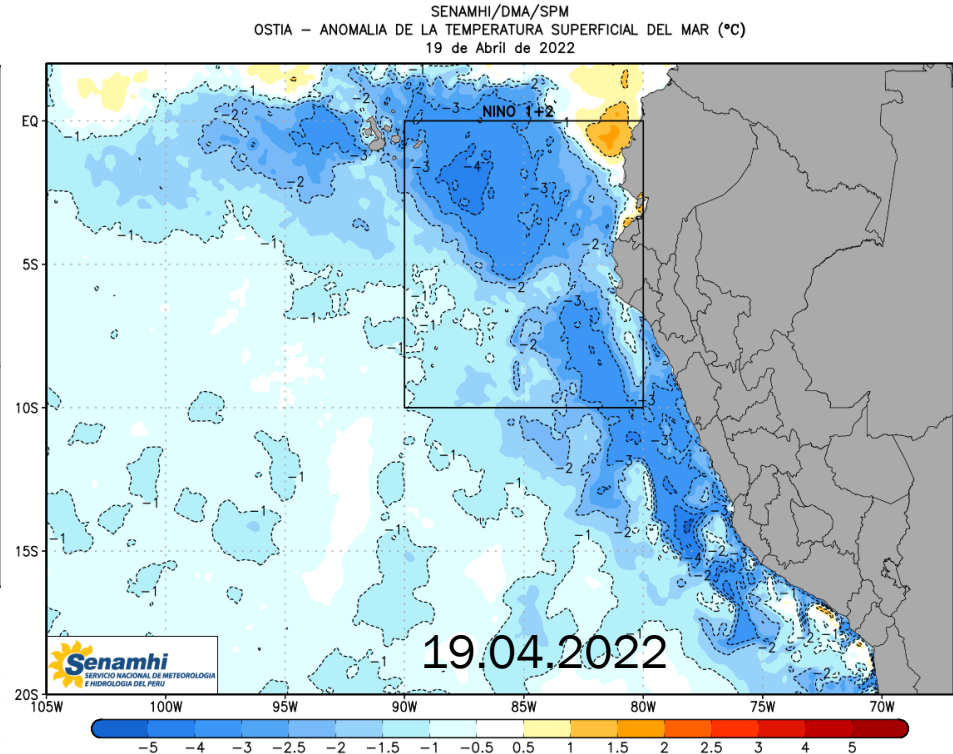 SENAMHI/DMA/SPM
OSTIA – ANOMALIA DE LA TEMPERATURA SUPERFICIAL DEL MAR (°C)
19 de Abril de 2022
NINO 1+2
EQ
5S
10S
15S
20S
19.04.2022
Senamhi
SERVICIO NACIONAL DE METEOROLOGIA
E HIDROLOGIA DEL PERU
105W 100W 95W 90W 85W 80W 75W 70W
−5 −4 −3 −2.5 −2 −1.5 −1 −0.5 0.5 1 1.5 2 2.5 3 4 5